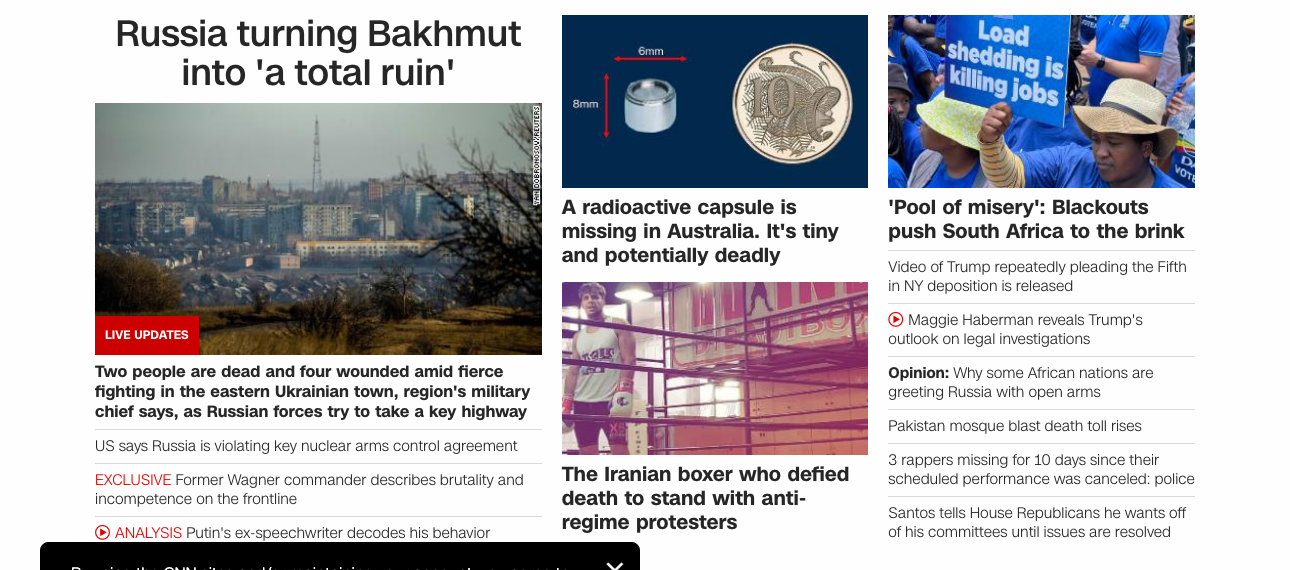 Russia turning Bakhmut
into 'a total ruin'
YAN DOBRONOSOV/REUTERS
LIVE UPDATES
Two people are dead and four wounded amid fierce
fighting in the eastern Ukrainian town, region's military
chief says, as Russian forces try to take a key highway
US says Russia is violating key nuclear arms control agreement
EXCLUSIVE Former Wagner commander describes brutality and
incompetence on the frontline
ANALYSIS Putin's ex-speechwriter decodes his behavior
6mm
8mm
10
A radioactive capsule is
missing in Australia. It's tiny
and potentially deadly
The Iranian boxer who defied
death to stand with anti-
regime protesters
Load
shedding is
killing jobs
DA
VOTE
'Pool of misery': Blackouts
push South Africa to the brink
Video of Trump repeatedly pleading the Fifth
in NY deposition is released
Maggie Haberman reveals Trump's
outlook on legal investigations
Opinion: Why some African nations are
greeting Russia with open arms
Pakistan mosque blast death toll rises
3 rappers missing for 10 days since their
scheduled performance was canceled: police
Santos tells House Republicans he wants off
of his committees until issues are resolved